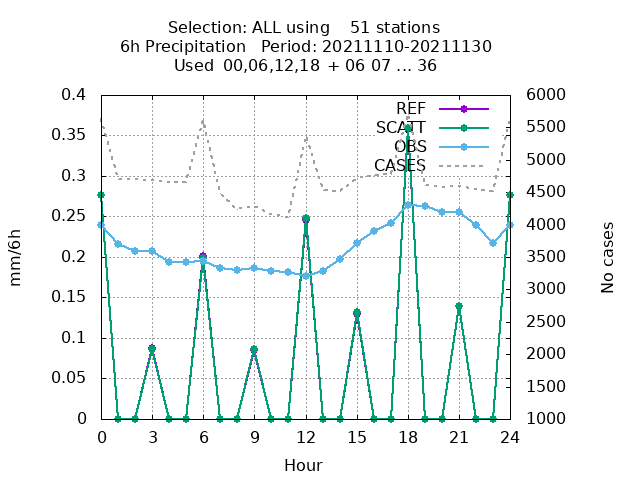 Selection: ALL using 51 stations
6h Precipitation Period: 20211110-20211130
Used 00,06,12,18 + 06 07 ... 36
0.4 6000
REF
0.35 5500
SCATT
OBS
5000
CASES
0.3 4500
0.25 4000
mm/6h
No cases
0.2 3500
0.15 3000
2500
0.1 2000
0.05 1500
0 1000
0 3 6 9 12 15 18 21 24
Hour